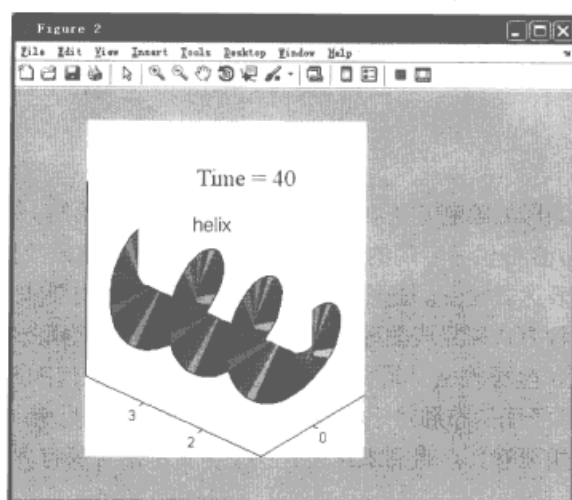 Figure 2
File Edit View Insert Tools Desktop Window Help
Time = 40
helix
3
2
0